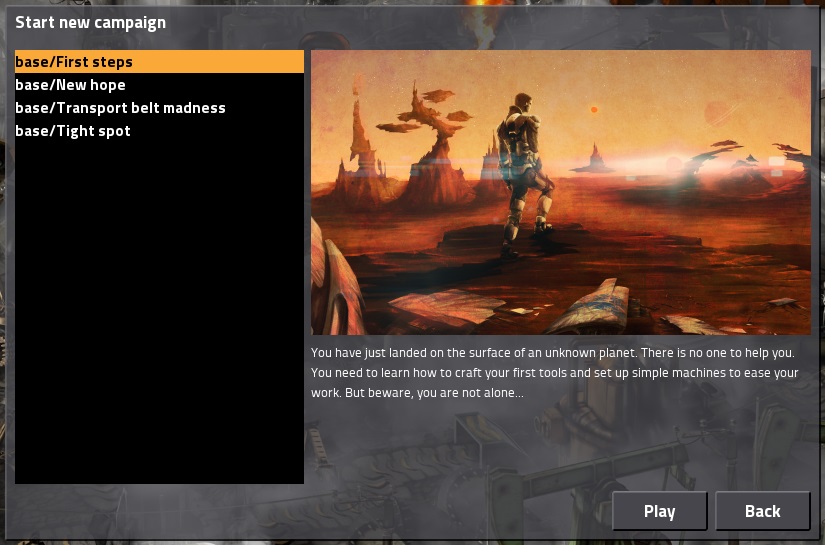 Start new campaign
base/First steps
base/New hope
base/Transport belt madness
base/Tight spot
You have just landed on the surface of an unknown planet. There is no one to help you.
You need to learn how to craft your first tools and set up simple machines to ease your
work. But beware, you are not alone...
Play
Back